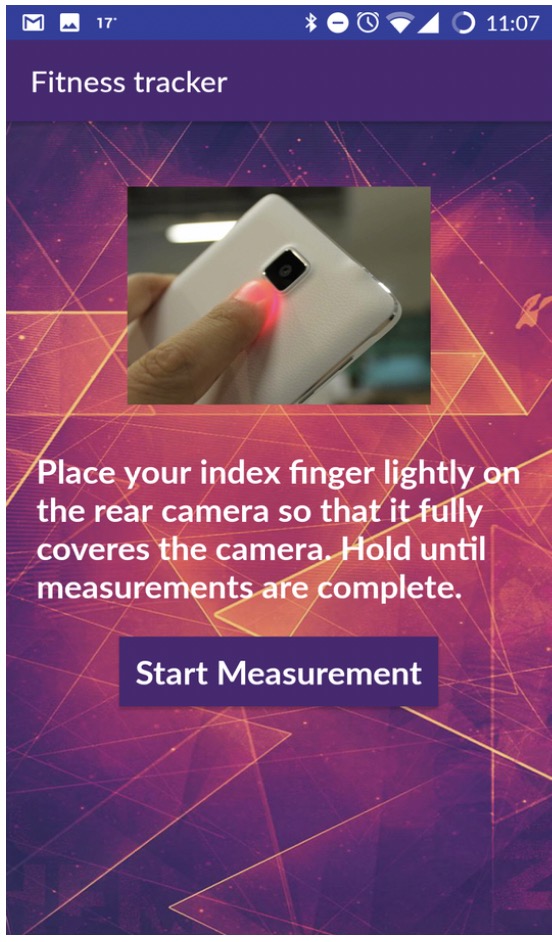 17° 11:07
Fitness tracker
Place your index finger lightly on
the rear camera so that it fully
coveres the camera. Hold until
measurements are complete.
Start Measurement